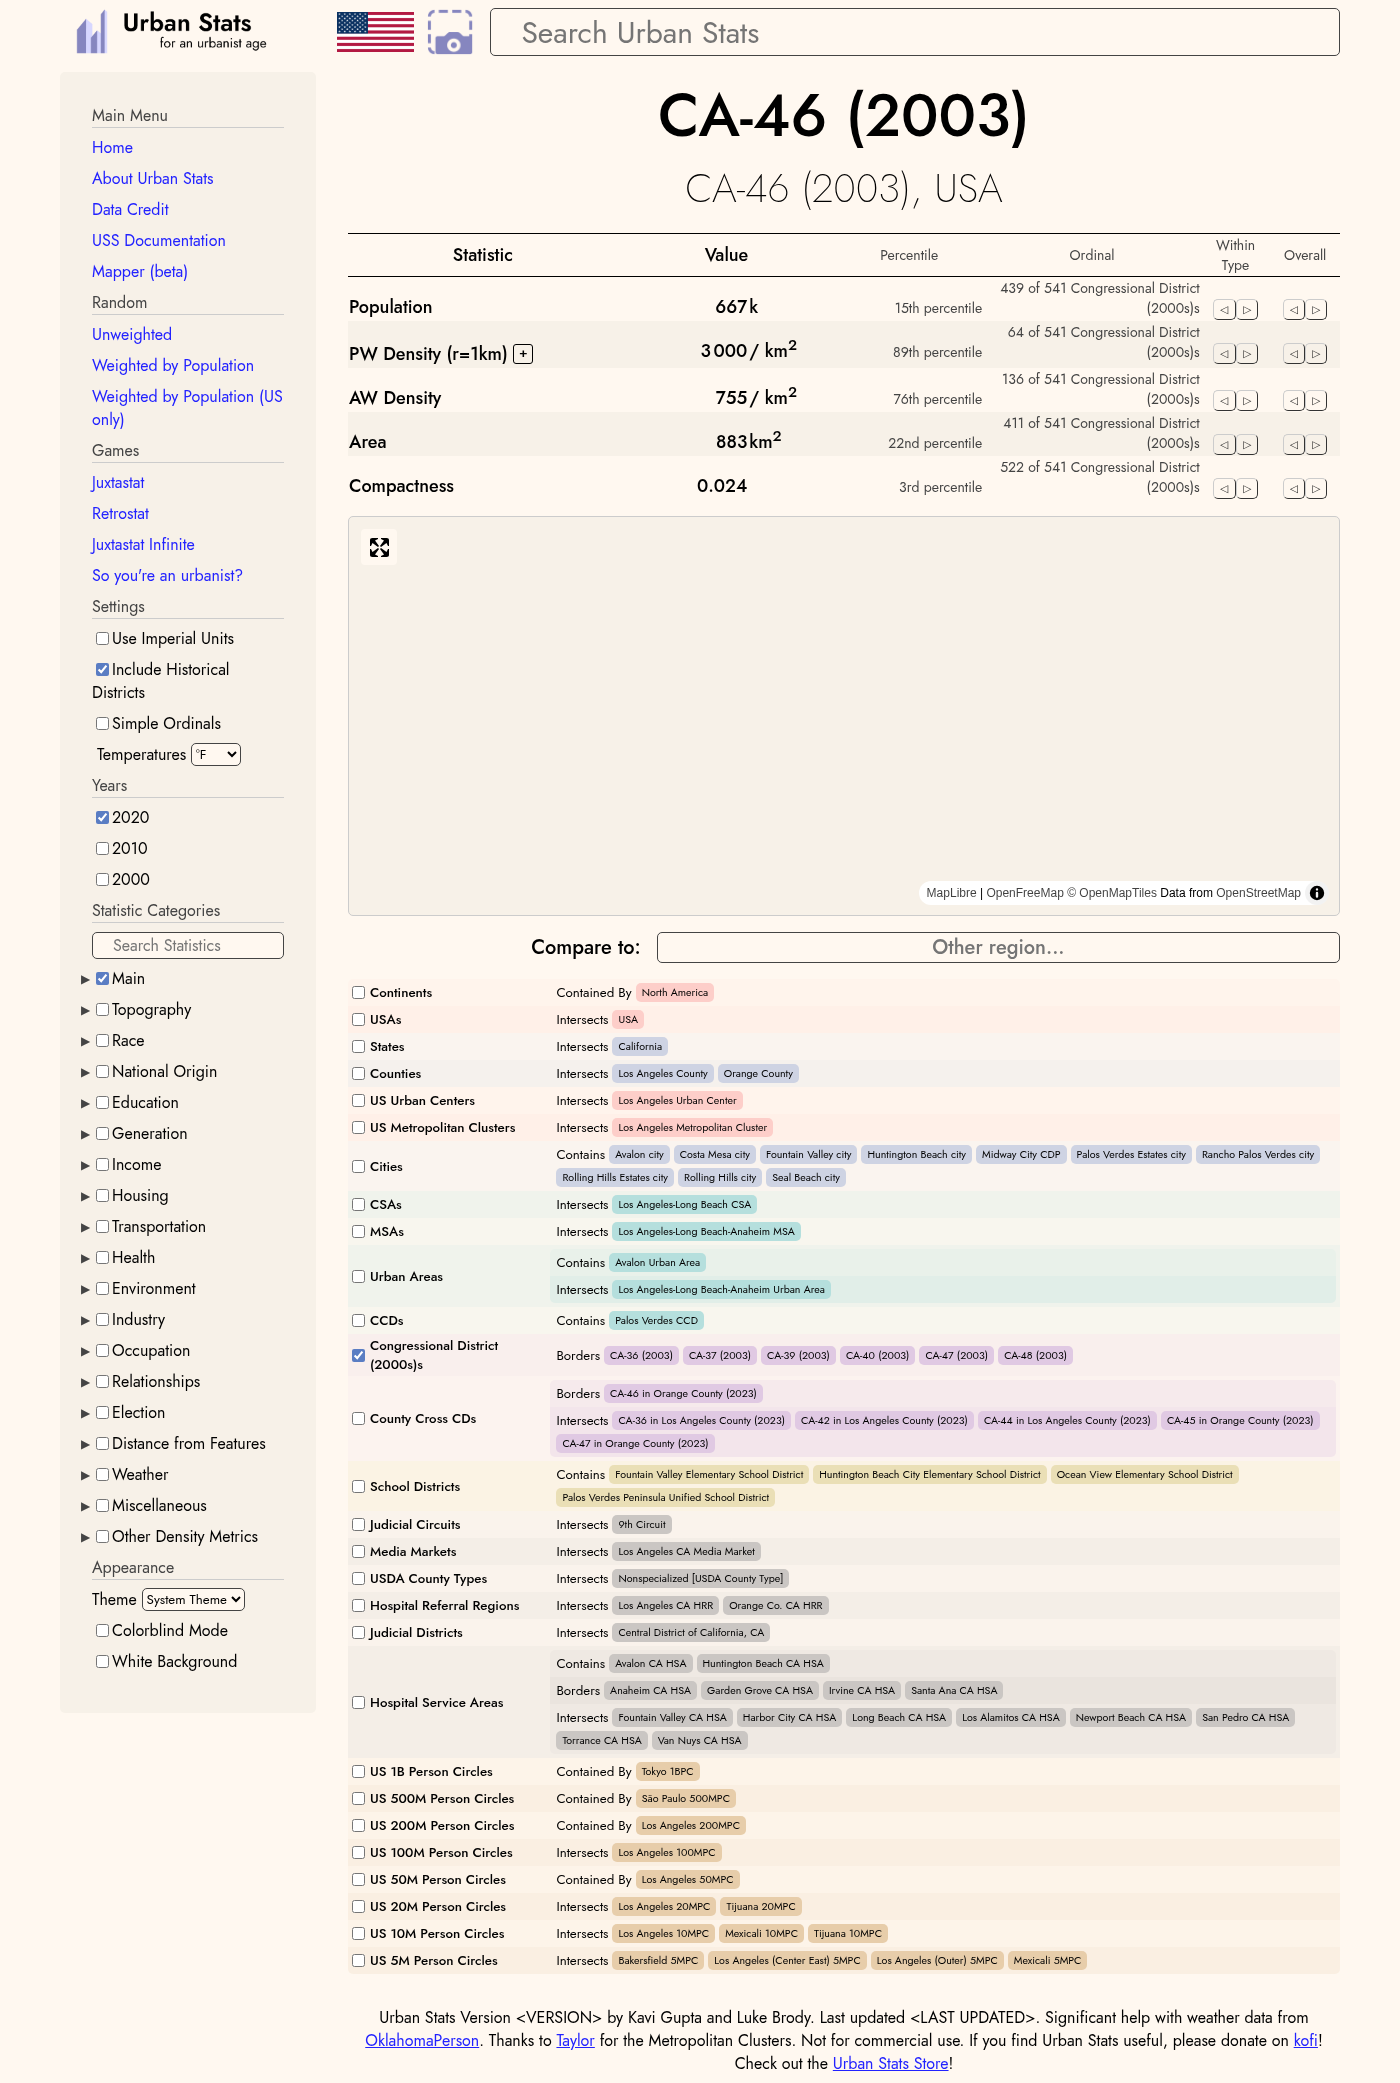 Urban Stats
for an urbanist age
Search Urban Stats
Main Menu
Home
About Urban Stats
Data Credit
USS Documentation
Mapper (beta)
Random
Unweighted
Weighted by Population
Weighted by Population (US
only)
Games
Juxtastat
Retrostat
Juxtastat Infinite
So you're an urbanist?
Settings
Use Imperial Units
Include Historical
Districts
Simple Ordinals
Temperatures °F
Years
2020
2010
2000
Statistic Categories
Search Statistics
Main
Topography
Race
National Origin
Education
Generation
Income
Housing
Transportation
Health
Environment
Industry
Occupation
Relationships
Election
Distance from Features
Weather
Miscellaneous
Other Density Metrics
Appearance
Theme System Theme
Colorblind Mode
White Background
CA-46 (2003)
CA-46 (2003), USA
Statistic Value Percentile Ordinal Within Type Overall
Population 667k 15th percentile 439 of 541 Congressional District (2000s)s
PW Density (r=1km) + 3 000/ km2 89th percentile 64 of 541 Congressional District (2000s)s
AW Density 755/ km2 76th percentile 136 of 541 Congressional District (2000s)s
Area 883km2 22nd percentile 411 of 541 Congressional District (2000s)s
Compactness 0.024 3rd percentile 522 of 541 Congressional District (2000s)s
MapLibre | OpenFreeMap © OpenMapTiles Data from OpenStreetMap
Compare to: Other region...
Continents Contained By North America
USAs Intersects USA
States Intersects California
Counties Intersects Los Angeles County Orange County
US Urban Centers Intersects Los Angeles Urban Center
US Metropolitan Clusters Intersects Los Angeles Metropolitan Cluster
Cities Contains Avalon city Costa Mesa city Fountain Valley city Huntington Beach city Midway City CDP Palos Verdes Estates city Rancho Palos Verdes city
Rolling Hills Estates city Rolling Hills city Seal Beach city
CSAs Intersects Los Angeles-Long Beach CSA
MSAs Intersects Los Angeles-Long Beach-Anaheim MSA
Urban Areas Contains Avalon Urban Area
Intersects Los Angeles-Long Beach-Anaheim Urban Area
CCDs Contains Palos Verdes CCD
Congressional District (2000s)s Borders CA-36 (2003) CA-37 (2003) CA-39 (2003) CA-40 (2003) CA-47 (2003) CA-48 (2003)
County Cross CDs Borders CA-46 in Orange County (2023)
Intersects CA-36 in Los Angeles County (2023) CA-42 in Los Angeles County (2023) CA-44 in Los Angeles County (2023) CA-45 in Orange County (2023)
CA-47 in Orange County (2023)
School Districts Contains Fountain Valley Elementary School District Huntington Beach City Elementary School District Ocean View Elementary School District
Palos Verdes Peninsula Unified School District
Judicial Circuits Intersects 9th Circuit
Media Markets Intersects Los Angeles CA Media Market
USDA County Types Intersects Nonspecialized [USDA County Type]
Hospital Referral Regions Intersects Los Angeles CA HRR Orange Co. CA HRR
Judicial Districts Intersects Central District of California, CA
Hospital Service Areas Contains Avalon CA HSA Huntington Beach CA HSA
Borders Anaheim CA HSA Garden Grove CA HSA Irvine CA HSA Santa Ana CA HSA
Intersects Fountain Valley CA HSA Harbor City CA HSA Long Beach CA HSA Los Alamitos CA HSA Newport Beach CA HSA San Pedro CA HSA
Torrance CA HSA Van Nuys CA HSA
US 1B Person Circles Contained By Tokyo 1BPC
US 500M Person Circles Contained By São Paulo 500MPC
US 200M Person Circles Contained By Los Angeles 200MPC
US 100M Person Circles Intersects Los Angeles 100MPC
US 50M Person Circles Contained By Los Angeles 50MPC
US 20M Person Circles Intersects Los Angeles 20MPC Tijuana 20MPC
US 10M Person Circles Intersects Los Angeles 10MPC Mexicali 10MPC Tijuana 10MPC
US 5M Person Circles Intersects Bakersfield 5MPC Los Angeles (Center East) 5MPC Los Angeles (Outer) 5MPC Mexicali 5MPC
Urban Stats Version <VERSION> by Kavi Gupta and Luke Brody. Last updated <LAST UPDATED>. Significant help with weather data from
OklahomaPerson. Thanks to Taylor for the Metropolitan Clusters. Not for commercial use. If you find Urban Stats useful, please donate on kofi!
Check out the Urban Stats Store!